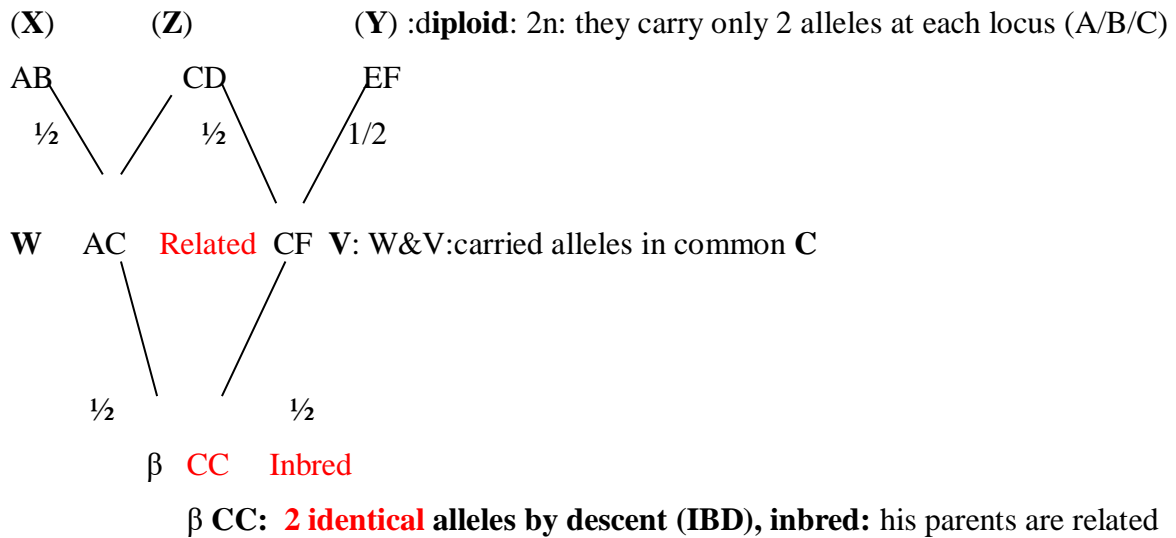 (X) (Z) (Y) :diploid: 2n: they carry only 2 alleles at each locus (A/B/C)
AB CD EF
½ ½ 1/2
W AC Related CF V: W&V:carried alleles in common C
½ ½
β CC Inbred
β CC: 2 identical alleles by descent (IBD), inbred: his parents are related